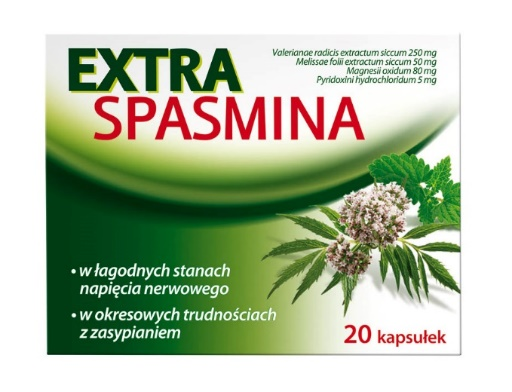 EXTRA
SPASMINA
Valerianae radicis extractum siccum 250 mg
Melissae folii extractum siccum 50 mg
Magnesii oxidum 80 mg
Pyridoxini hydrochloridum 5 mg
• w łagodnych stanach
napięcia nerwowego
• w okresowych trudnościach
z zasypianiem
20 kapsułek